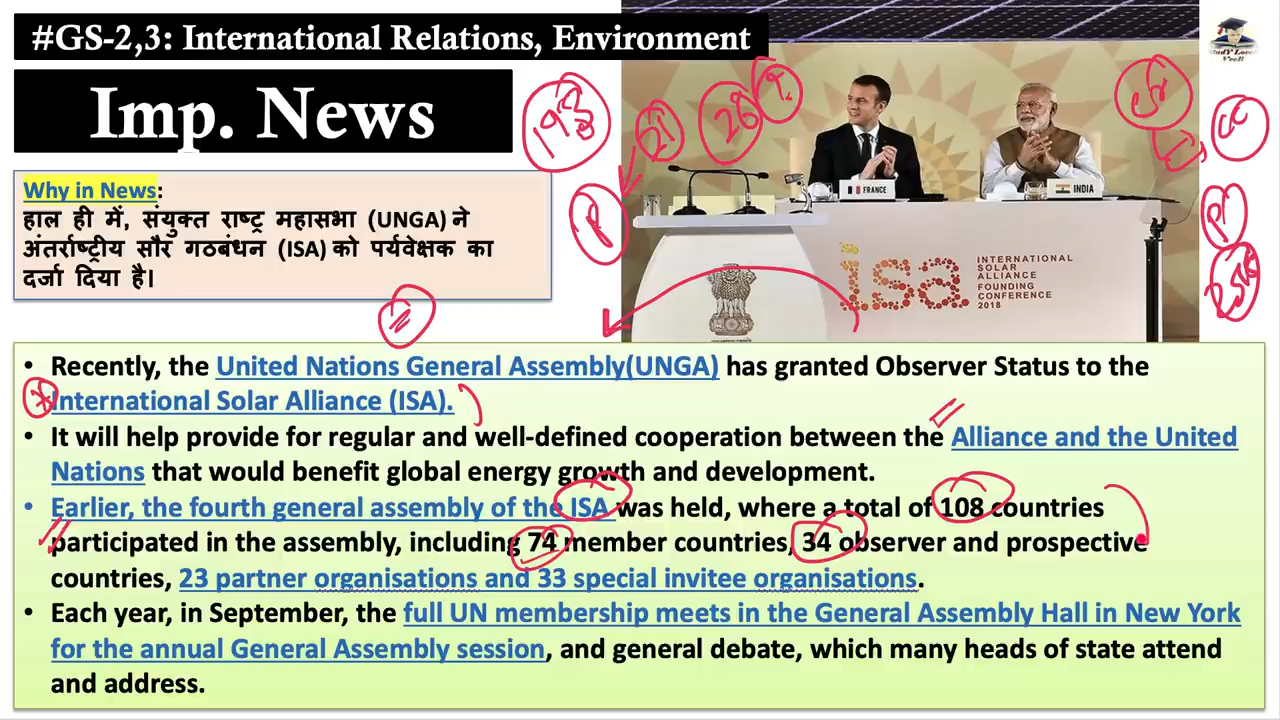 #GS-2,3: International Relations, Environment
Imp. News
Why in News:
हाल ही में, संयुक्त राष्ट्र महासभा (UNGA) ने
अंतर्राष्ट्रीय सौर गठबंधन (ISA) को पर्यवेक्षक का
दर्जा दिया है।
FRANCE
INDIA
isa
INTERNATIONAL
SOLAR
ALLIANCE
FOUNDING
CONFERENCE
2018
• Recently, the United Nations General Assembly(UNGA) has granted Observer Status to the
International Solar Alliance (ISA).
• It will help provide for regular and well-defined cooperation between the Alliance and the United
Nations that would benefit global energy growth and development.
• Earlier, the fourth general assembly of the ISA was held, where a total of 108 countries
participated in the assembly, including 74 member countries, 34 observer and prospective
countries, 23 partner organisations and 33 special invitee organisations.
• Each year, in September, the full UN membership meets in the General Assembly Hall in New York
for the annual General Assembly session, and general debate, which many heads of state attend
and address.